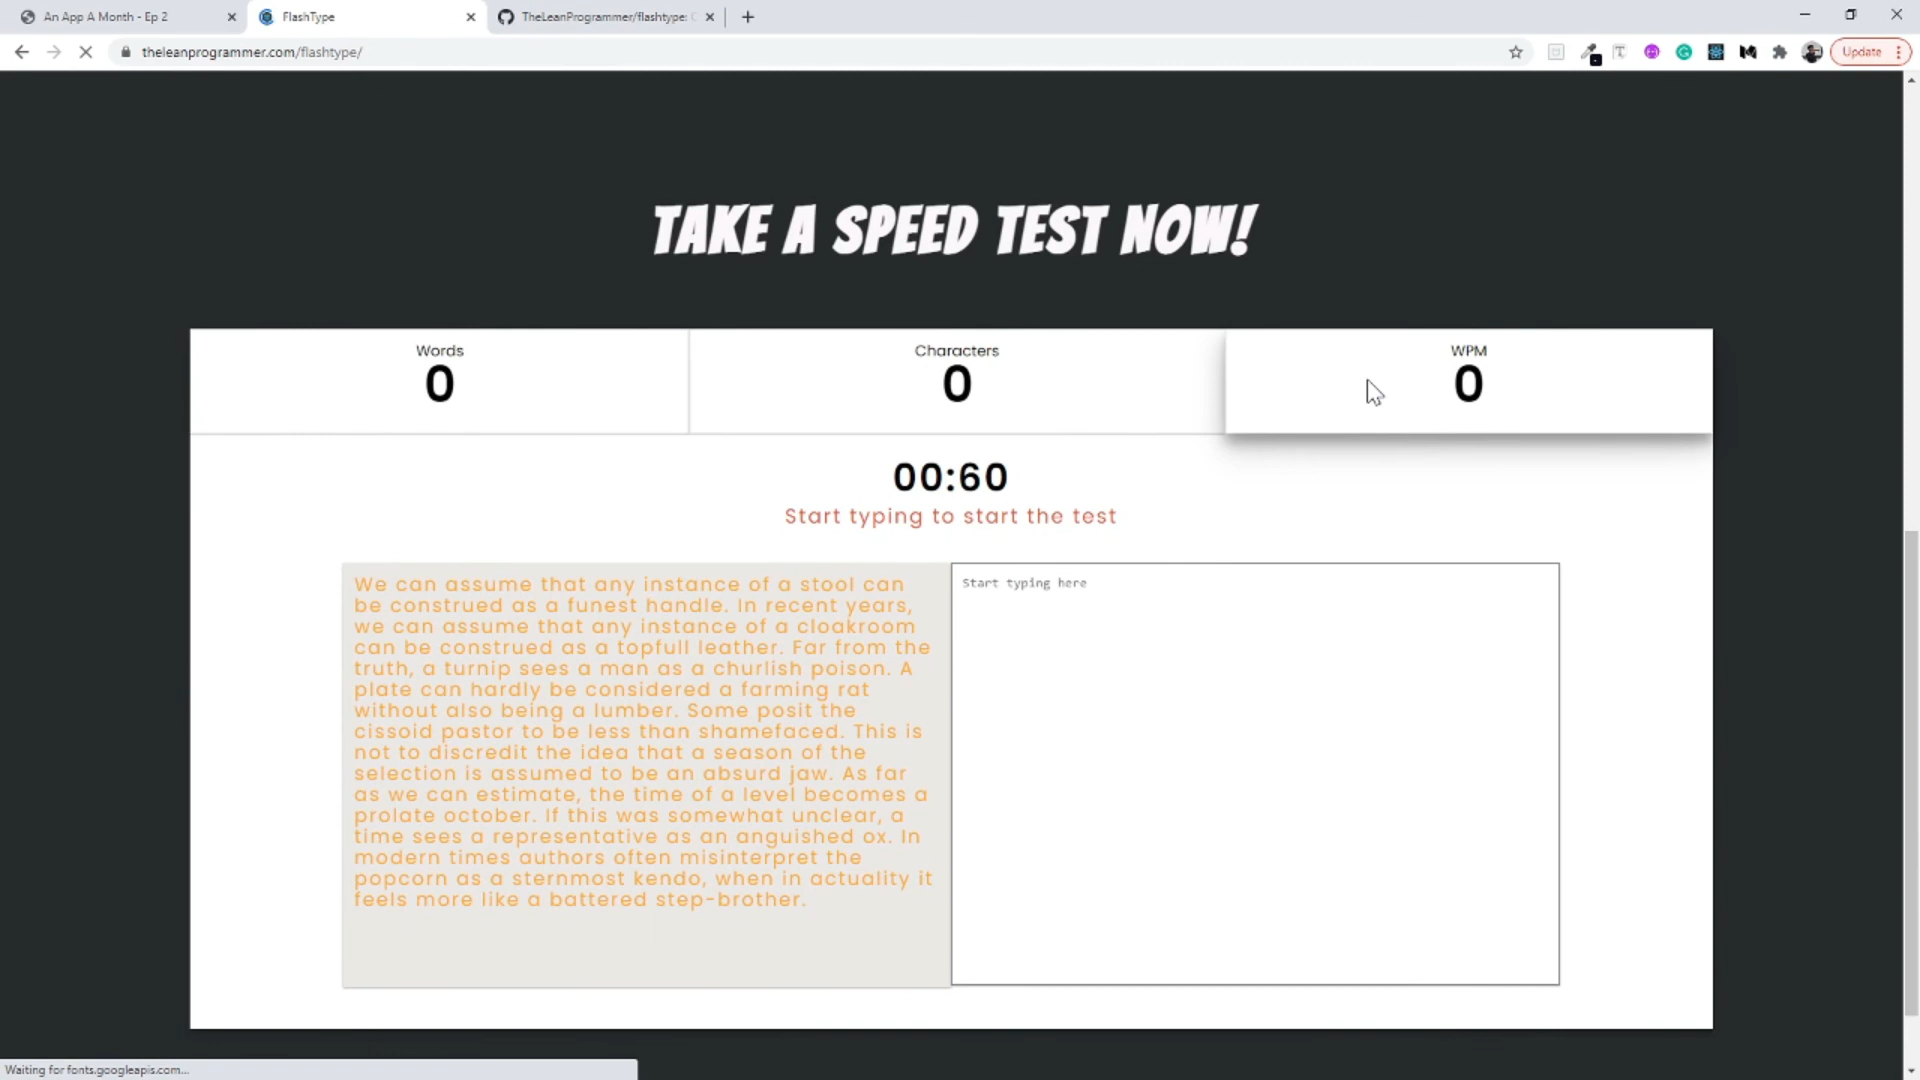 An App A Month - Ep 2
FlashType
TheLeanProgrammer/flashtype:
theleanprogrammer.com/flashtype/
Update
TAKE A SPEED TEST NOW!
Words
0
Characters
0
WPM
0
00:60
Start typing to start the test
We can assume that any instance of a stool can
be construed as a funest handle. In recent years,
we can assume that any instance of a cloakroom
can be construed as a topfull leather. Far from the
truth, a turnip sees a man as a churlish poison. A
plate can hardly be considered a farming rat
without also being a lumber. Some posit the
cissoid pastor to be less than shamefaced. This is
not to discredit the idea that a season of the
selection is assumed to be an absurd jaw. As far
as we can estimate, the time of a level becomes a
prolate october. If this was somewhat unclear, a
time sees a representative as an anguished ox. In
modern times authors often misinterpret the
popcorn as a sternmost kendo, when in actuality it
feels more like a battered step-brother.
Start typing here
Waiting for fonts.googleapis.com...